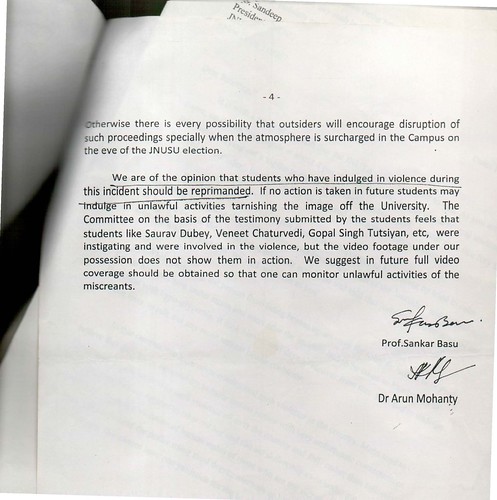 Sandeep
Presid
- 4 -
Otherwise there is every possibility that outsiders will encourage disruption of
such proceedings specially when the atmosphere is surcharged in the Campus on
the eve of the JNUSU election.
We are of the opinion that students who have indulged in violence during
this incident should be reprimanded. If no action is taken in future students may
indulge in unlawful activities tarnishing the image off the University. The
Committee on the basis of the testimony submitted by the students feels that
students like Saurav Dubey, Veneet Chaturvedi, Gopal Singh Tutsiyan, etc, were
instigating and were involved in the violence, but the video footage under our
possession does not show them in action. We suggest in future full video
coverage should be obtained so that one can monitor unlawful activities of the
miscreants.
Prof.Sankar Basu
Dr Arun Mohanty